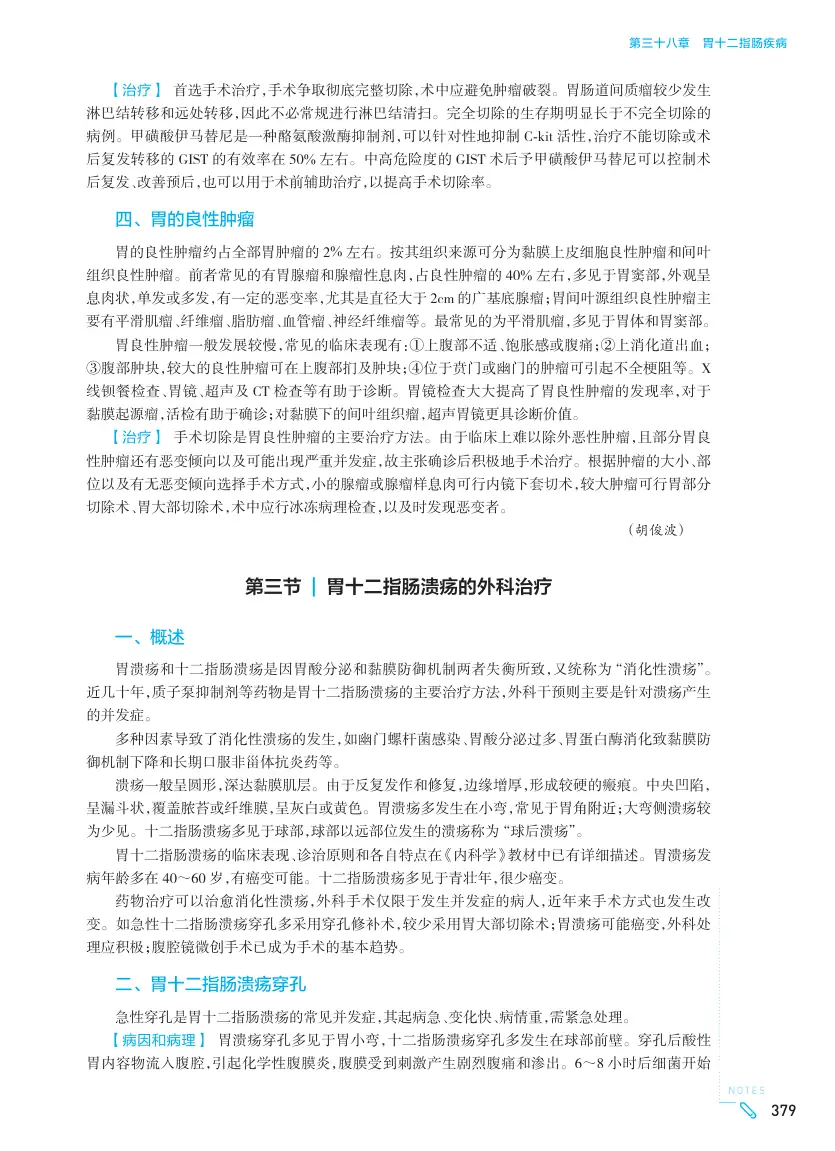 第三十八章 胃十二指肠疾病
【治疗】 首选手术治疗,手术争取彻底完整切除,术中应避免肿瘤破裂。胃肠道间质瘤较少发生
淋巴结转移和远处转移,因此不必常规进行淋巴结清扫。完全切除的生存期明显长于不完全切除的
病例。甲磺酸伊马替尼是一种酪氨酸激酶抑制剂,可以针对性地抑制 C-kit 活性,治疗不能切除或术
后复发转移的 GIST 的有效率在 50% 左右。中高危险度的 GIST 术后予甲磺酸伊马替尼可以控制术
后复发、改善预后,也可以用于术前辅助治疗,以提高手术切除率。
四、胃的良性肿瘤
胃的良性肿瘤约占全部胃肿瘤的 2% 左右。按其组织来源可分为黏膜上皮细胞良性肿瘤和间叶
组织良性肿瘤。前者常见的有胃腺瘤和腺瘤性息肉,占良性肿瘤的 40% 左右,多见于胃窦部,外观呈
息肉状,单发或多发,有一定的恶变率,尤其是直径大于 2cm 的广基底腺瘤;胃间叶源组织良性肿瘤主
要有平滑肌瘤、纤维瘤、脂肪瘤、血管瘤、神经纤维瘤等。最常见的为平滑肌瘤,多见于胃体和胃窦部。
胃良性肿瘤一般发展较慢,常见的临床表现有:①上腹部不适、饱胀感或腹痛;②上消化道出血;
③腹部肿块,较大的良性肿瘤可在上腹部扪及肿块;④位于贲门或幽门的肿瘤可引起不全梗阻等。X
线钡餐检查、胃镜、超声及 CT 检查等有助于诊断。胃镜检查大大提高了胃良性肿瘤的发现率,对于
黏膜起源瘤,活检有助于确诊;对黏膜下的间叶组织瘤,超声胃镜更具诊断价值。
【治疗】 手术切除是胃良性肿瘤的主要治疗方法。由于临床上难以除外恶性肿瘤,且部分胃良
性肿瘤还有恶变倾向以及可能出现严重并发症,故主张确诊后积极地手术治疗。根据肿瘤的大小、部
位以及有无恶变倾向选择手术方式,小的腺瘤或腺瘤样息肉可行内镜下套切术,较大肿瘤可行胃部分
切除术、胃大部切除术,术中应行冰冻病理检查,以及时发现恶变者。
(胡俊波)
第三节 | 胃十二指肠溃疡的外科治疗
一、概述
胃溃疡和十二指肠溃疡是因胃酸分泌和黏膜防御机制两者失衡所致,又统称为“消化性溃疡”。
近几十年,质子泵抑制剂等药物是胃十二指肠溃疡的主要治疗方法,外科干预则主要是针对溃疡产生
的并发症。
多种因素导致了消化性溃疡的发生,如幽门螺杆菌感染、胃酸分泌过多、胃蛋白酶消化致黏膜防
御机制下降和长期口服非甾体抗炎药等。
溃疡一般呈圆形,深达黏膜肌层。由于反复发作和修复,边缘增厚,形成较硬的瘢痕。中央凹陷,
呈漏斗状,覆盖脓苔或纤维膜,呈灰白或黄色。胃溃疡多发生在小弯,常见于胃角附近;大弯侧溃疡较
为少见。十二指肠溃疡多见于球部,球部以远部位发生的溃疡称为“球后溃疡”。
胃十二指肠溃疡的临床表现、诊治原则和各自特点在《内科学》教材中已有详细描述。胃溃疡发
病年龄多在 40～60 岁,有癌变可能。十二指肠溃疡多见于青壮年,很少癌变。
药物治疗可以治愈消化性溃疡,外科手术仅限于发生并发症的病人,近年来手术方式也发生改
变。如急性十二指肠溃疡穿孔多采用穿孔修补术,较少采用胃大部切除术;胃溃疡可能癌变,外科处
理应积极;腹腔镜微创手术已成为手术的基本趋势。
二、胃十二指肠溃疡穿孔
急性穿孔是胃十二指肠溃疡的常见并发症,其起病急、变化快、病情重,需紧急处理。
【病因和病理】 胃溃疡穿孔多见于胃小弯,十二指肠溃疡穿孔多发生在球部前壁。穿孔后酸性
胃内容物流入腹腔,引起化学性腹膜炎,腹膜受到刺激产生剧烈腹痛和渗出。6～8 小时后细菌开始
NOTES
379